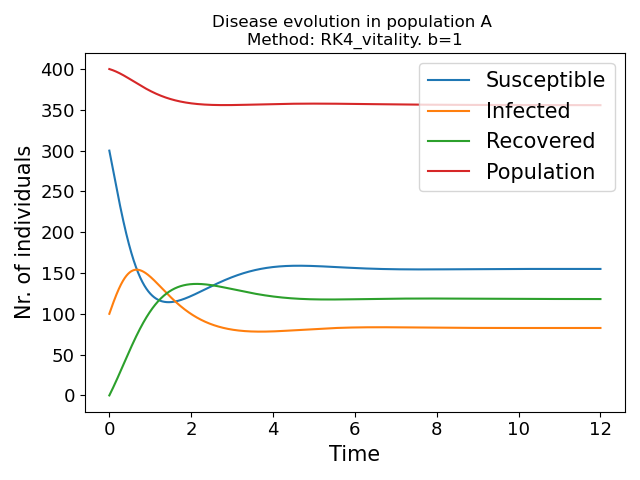 Disease evolution in population A
Method: RK4_vitality. b=1
Nr. of individuals
400
350
300
250
200
150
100
50
0
Susceptible
Infected
Recovered
Population
0 2 4 6 8 10 12
Time